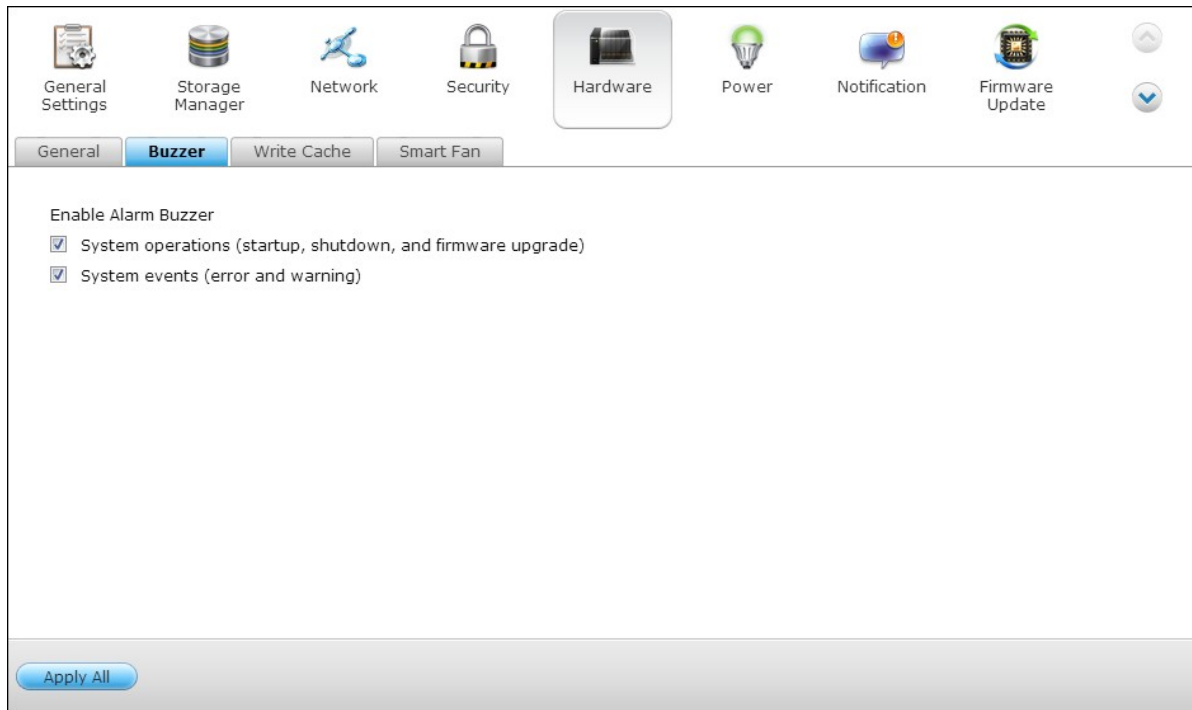 General Settings
Storage Manager
Network
Security
Hardware
Power
Notification
Firmware Update
General
Buzzer
Write Cache
Smart Fan
Enable Alarm Buzzer
System operations (startup, shutdown, and firmware upgrade)
System events (error and warning)
Apply All